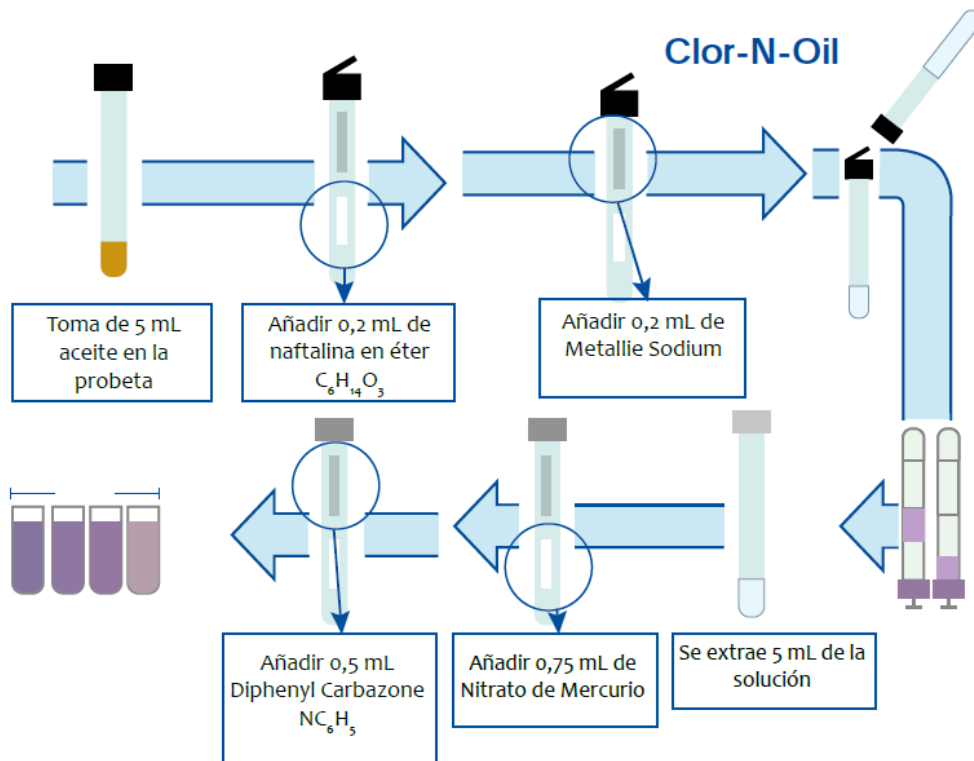 Clor-N-Oil
Toma de 5 mL
aceite en la
probeta
Añadir 0,2 mL de
naftalina en éter
C₆H₁₄O₃
Añadir 0,2 mL de
Metallie Sodium
Añadir 0,5 mL
Diphenyl Carbazone
NC₆H₅
Añadir 0,75 mL de
Nitrato de Mercurio
Se extrae 5 mL de la
solución